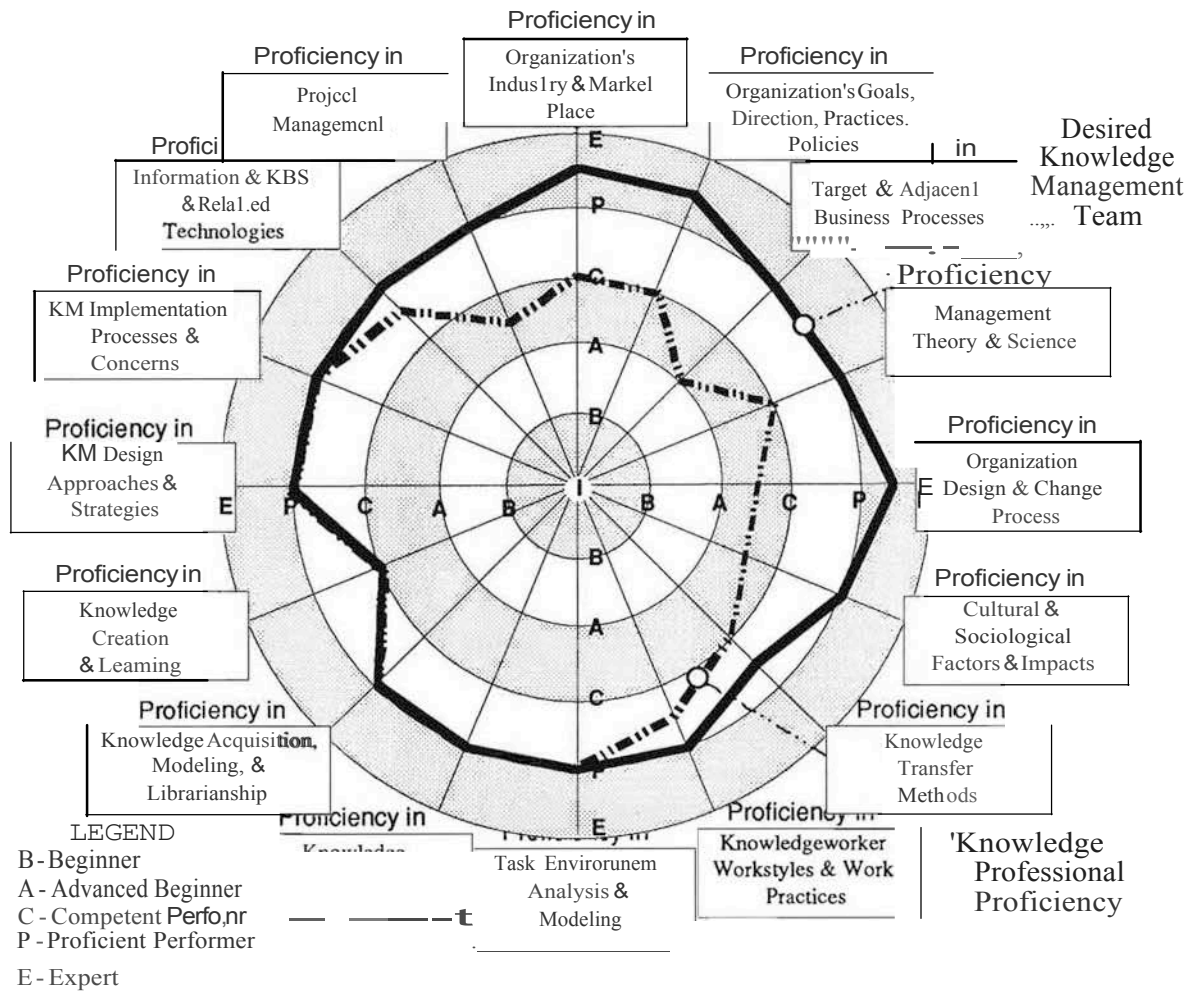 Proficiency in
Organization's
Indus1ry & Markel
Place
Proficiency in
Projccl
Managemcnl
Proficiency in
Organization's Goals,
Direction, Practices.
Policies
Profici
Information & KBS
& Rela1.ed
Technologies
in
Target & Adjacen1
Business Processes
Desired
Knowledge
Management
Team
Proficiency
Proficiency in
KM Implementation
Processes &
Concerns
Management
Theory & Science
Proficiency in
KM Design
Approaches &
Strategies
Proficiency in
Organization
Design & Change
Process
Proficiency in
Knowledge
Creation
& Learning
Proficiency in
Cultural &
Sociological
Factors & Impacts
Proficiency in
Knowledge Acquisition,
Modeling, &
Librarianship
Proficiency in
Knowledge
Transfer
Methods
E
P
C
A
B
I
B
A
C
P
E
E
P
C
A
B
B
A
C
P
E
Proficiency in
Knowledge
Proficiency in
Task Envirorunem
Analysis &
Modeling
Proficiency in
Knowledgeworker
Workstyles & Work
Practices
'Knowledge
Professional
Proficiency
LEGEND
B - Beginner
A - Advanced Beginner
C - Competent Perfo,nr
P - Proficient Performer
E - Expert